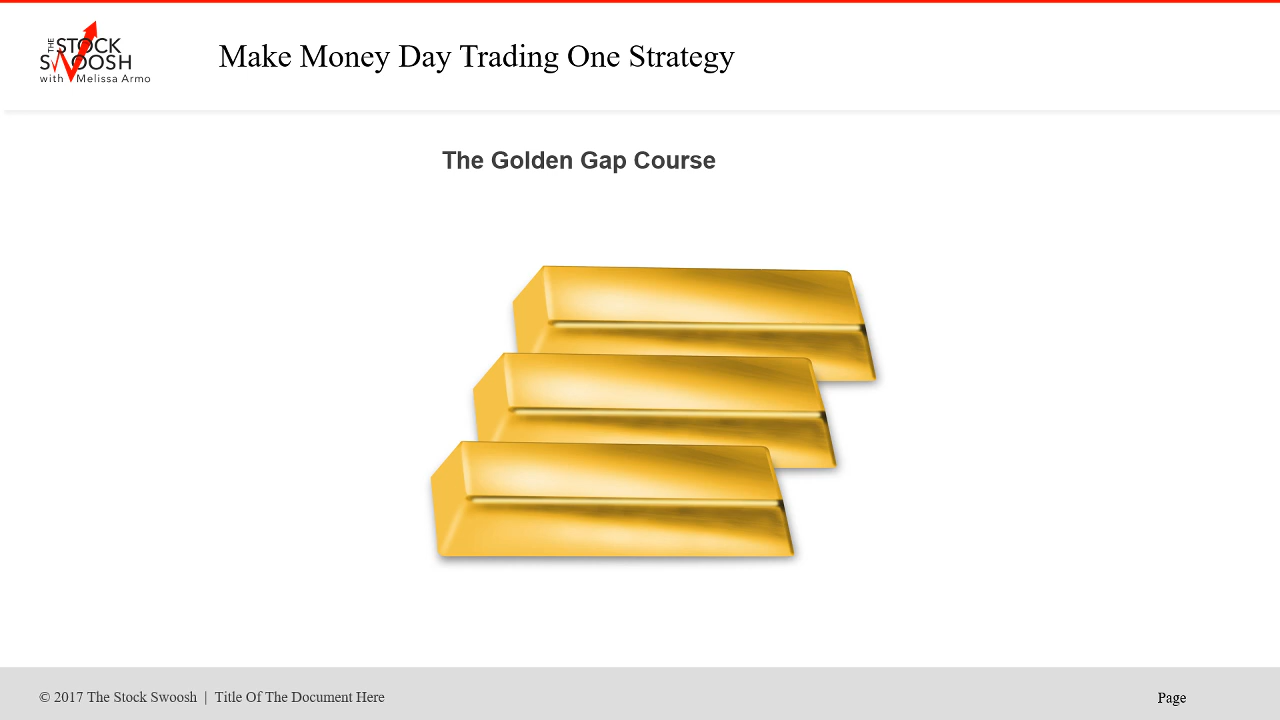 THE
STOCK
SWOOSH
with Melissa Armo
Make Money Day Trading One Strategy
The Golden Gap Course
© 2017 The Stock Swoosh | Title Of The Document Here
Page